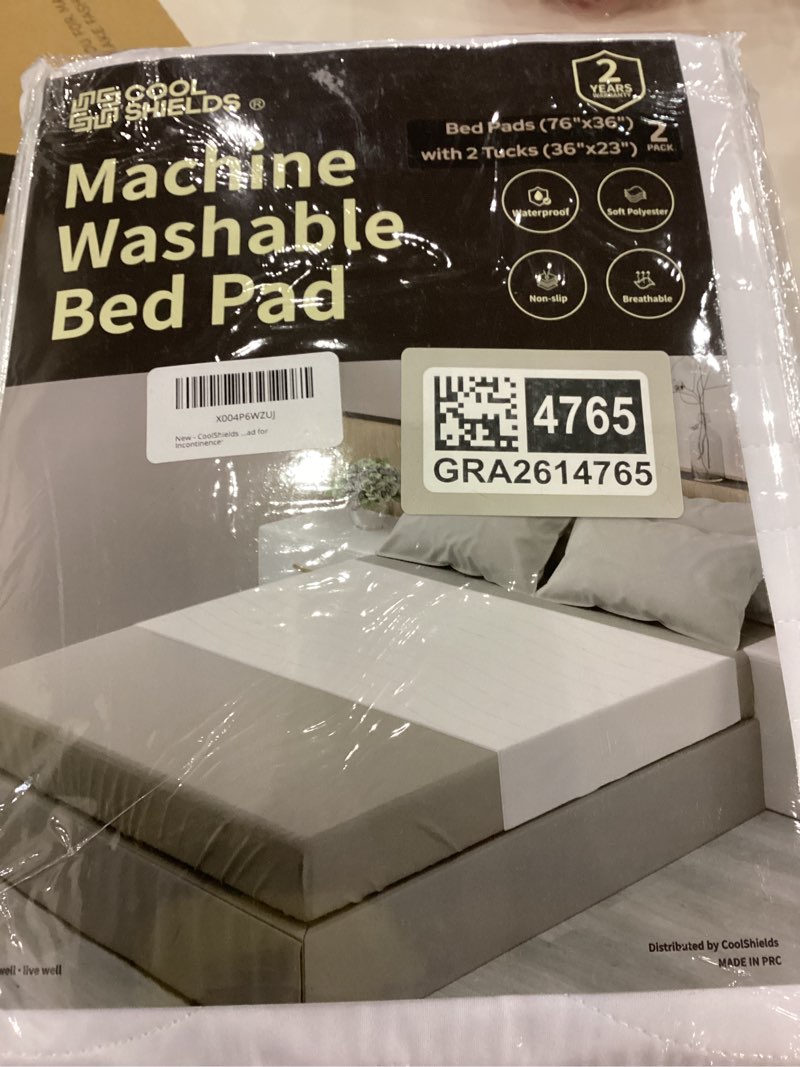 COOL
SHIELDS ®
2
YEARS
WARRANTY
Bed Pads (76"x36")
with 2 Tucks (36"x23")
2
PACK
Machine
Washable
Bed Pad
Waterproof
Soft Polyester
Non-slip
Breathable
X004P6WZUJ
New - CoolShields ...ad for
Incontinence
4765
GRA2614765
well · live well
Distributed by CoolShields
MADE IN PRC